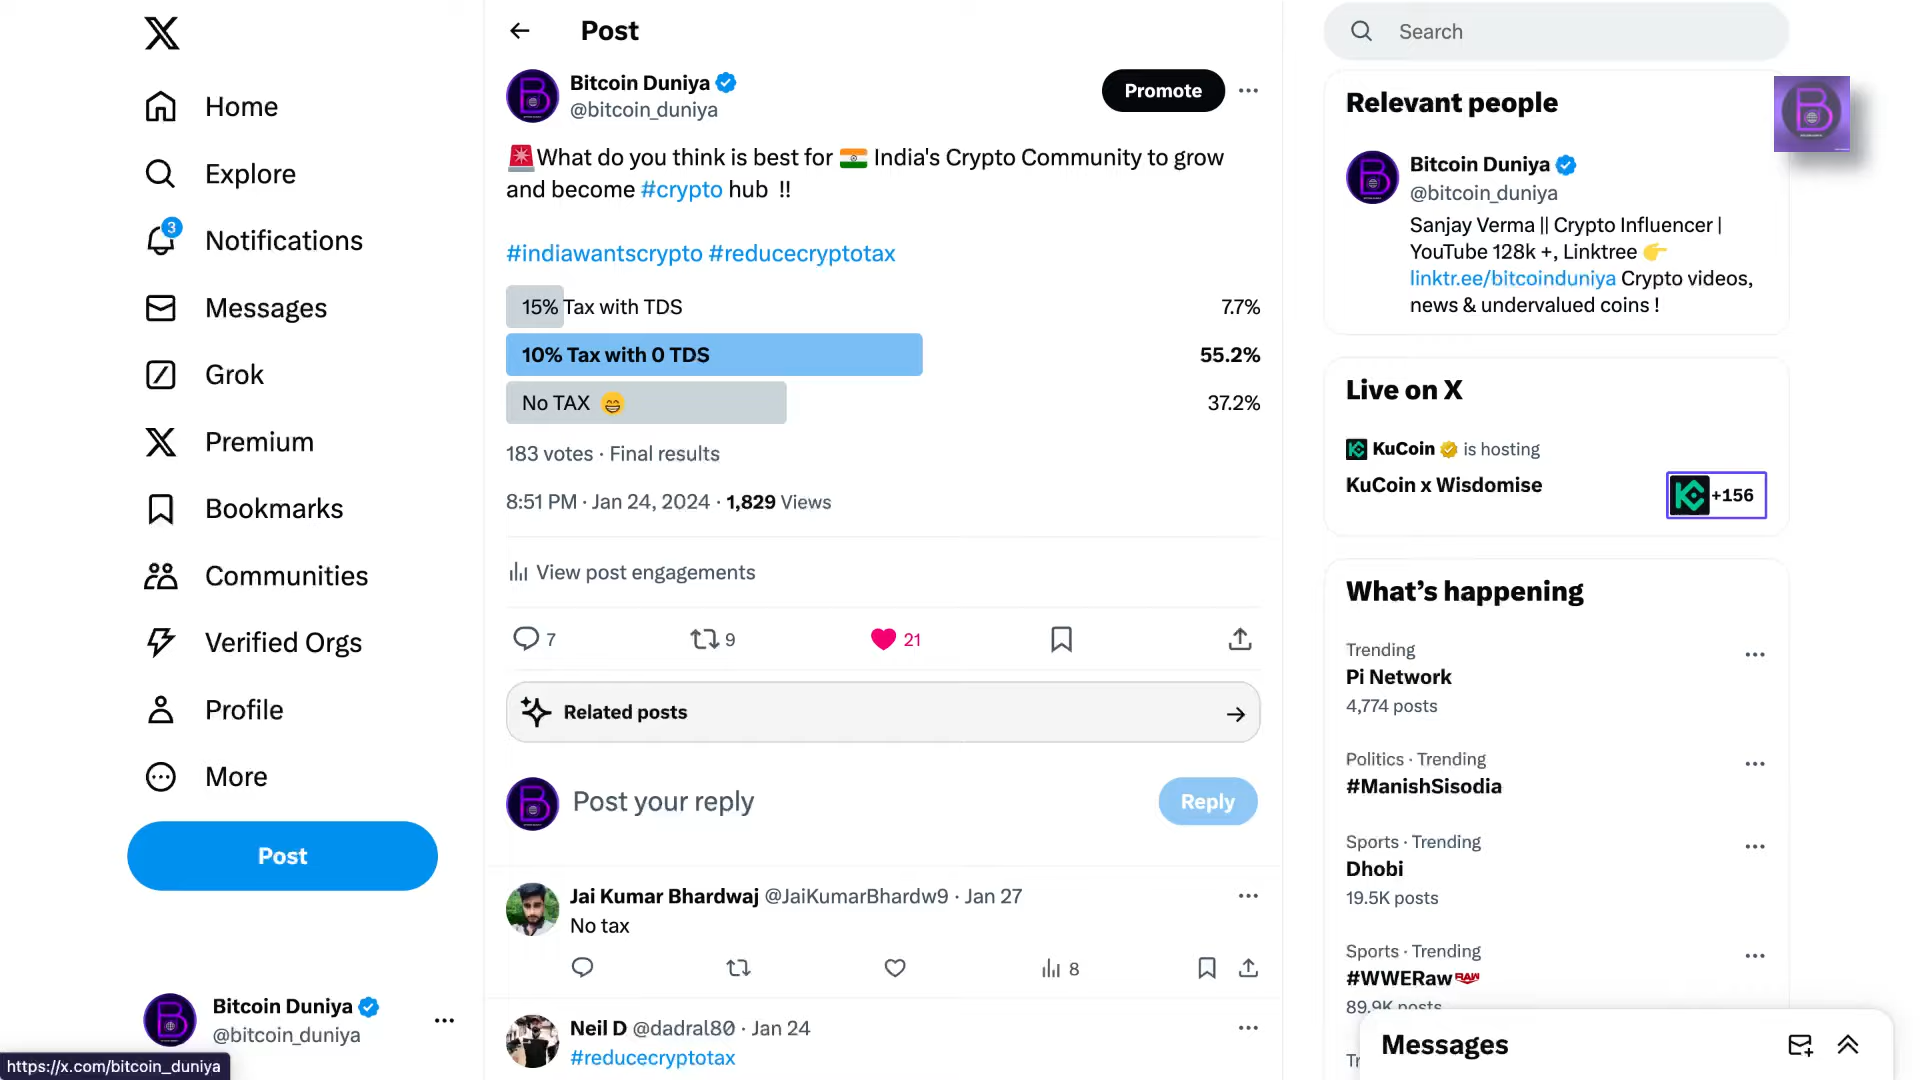 Home
Explore
3
Notifications
Messages
Grok
Premium
Bookmarks
Communities
Verified Orgs
Profile
More
Post
Bitcoin Duniya
@bitcoin_duniya
https://x.com/bitcoin_duniya
Post
Bitcoin Duniya
@bitcoin_duniya
Promote
🚨What do you think is best for 🇮🇳 India's Crypto Community to grow
and become #crypto hub !!
#indiawantscrypto #reducecryptotax
15% Tax with TDS 7.7%
10% Tax with 0 TDS 55.2%
No TAX 😁 37.2%
183 votes · Final results
8:51 PM · Jan 24, 2024 · 1,829 Views
View post engagements
7 9 21
Related posts
Post your reply
Reply
Jai Kumar Bhardwaj @JaiKumarBhardw9 · Jan 27
No tax
8
Neil D @dadral80 · Jan 24
#reducecryptotax
Search
Relevant people
Bitcoin Duniya
@bitcoin_duniya
Sanjay Verma || Crypto Influencer |
YouTube 128k +, Linktree 👉
linktr.ee/bitcoinduniya Crypto videos,
news & undervalued coins !
Live on X
KuCoin is hosting
KuCoin x Wisdomise
+156
What's happening
Trending
Pi Network
4,774 posts
Politics · Trending
#ManishSisodia
Sports · Trending
Dhobi
19.5K posts
Sports · Trending
#WWERaw
89.9K posts
Messages